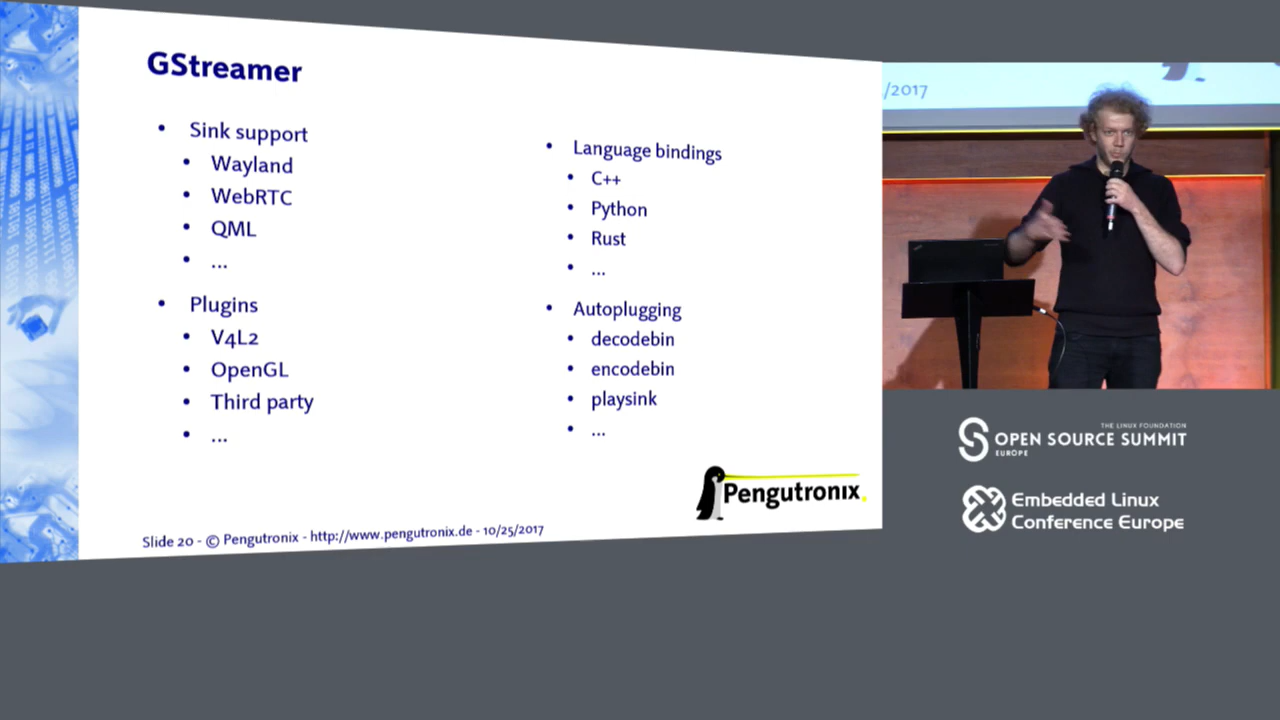 GStreamer
• Sink support
• Wayland
• WebRTC
• QML
• ...
• Plugins
• V4L2
• OpenGL
• Third party
• ...
• Language bindings
• C++
• Python
• Rust
• ...
• Autoplugging
• decodebin
• encodebin
• playsink
• ...
Pengutronix
Slide 20 - © Pengutronix - http://www.pengutronix.de - 10/25/2017
/2017
THE LINUX FOUNDATION
OPEN SOURCE SUMMIT
EUROPE
Embedded Linux
Conference Europe